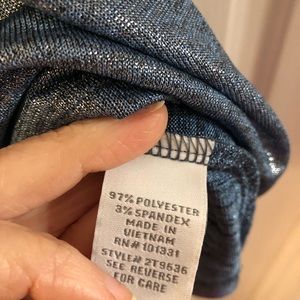 97% POLYESTER
3% SPANDEX
MADE IN
VIETNAM
RN# 101331
STYLE# 2T9636
SEE REVERSE
FOR CARE